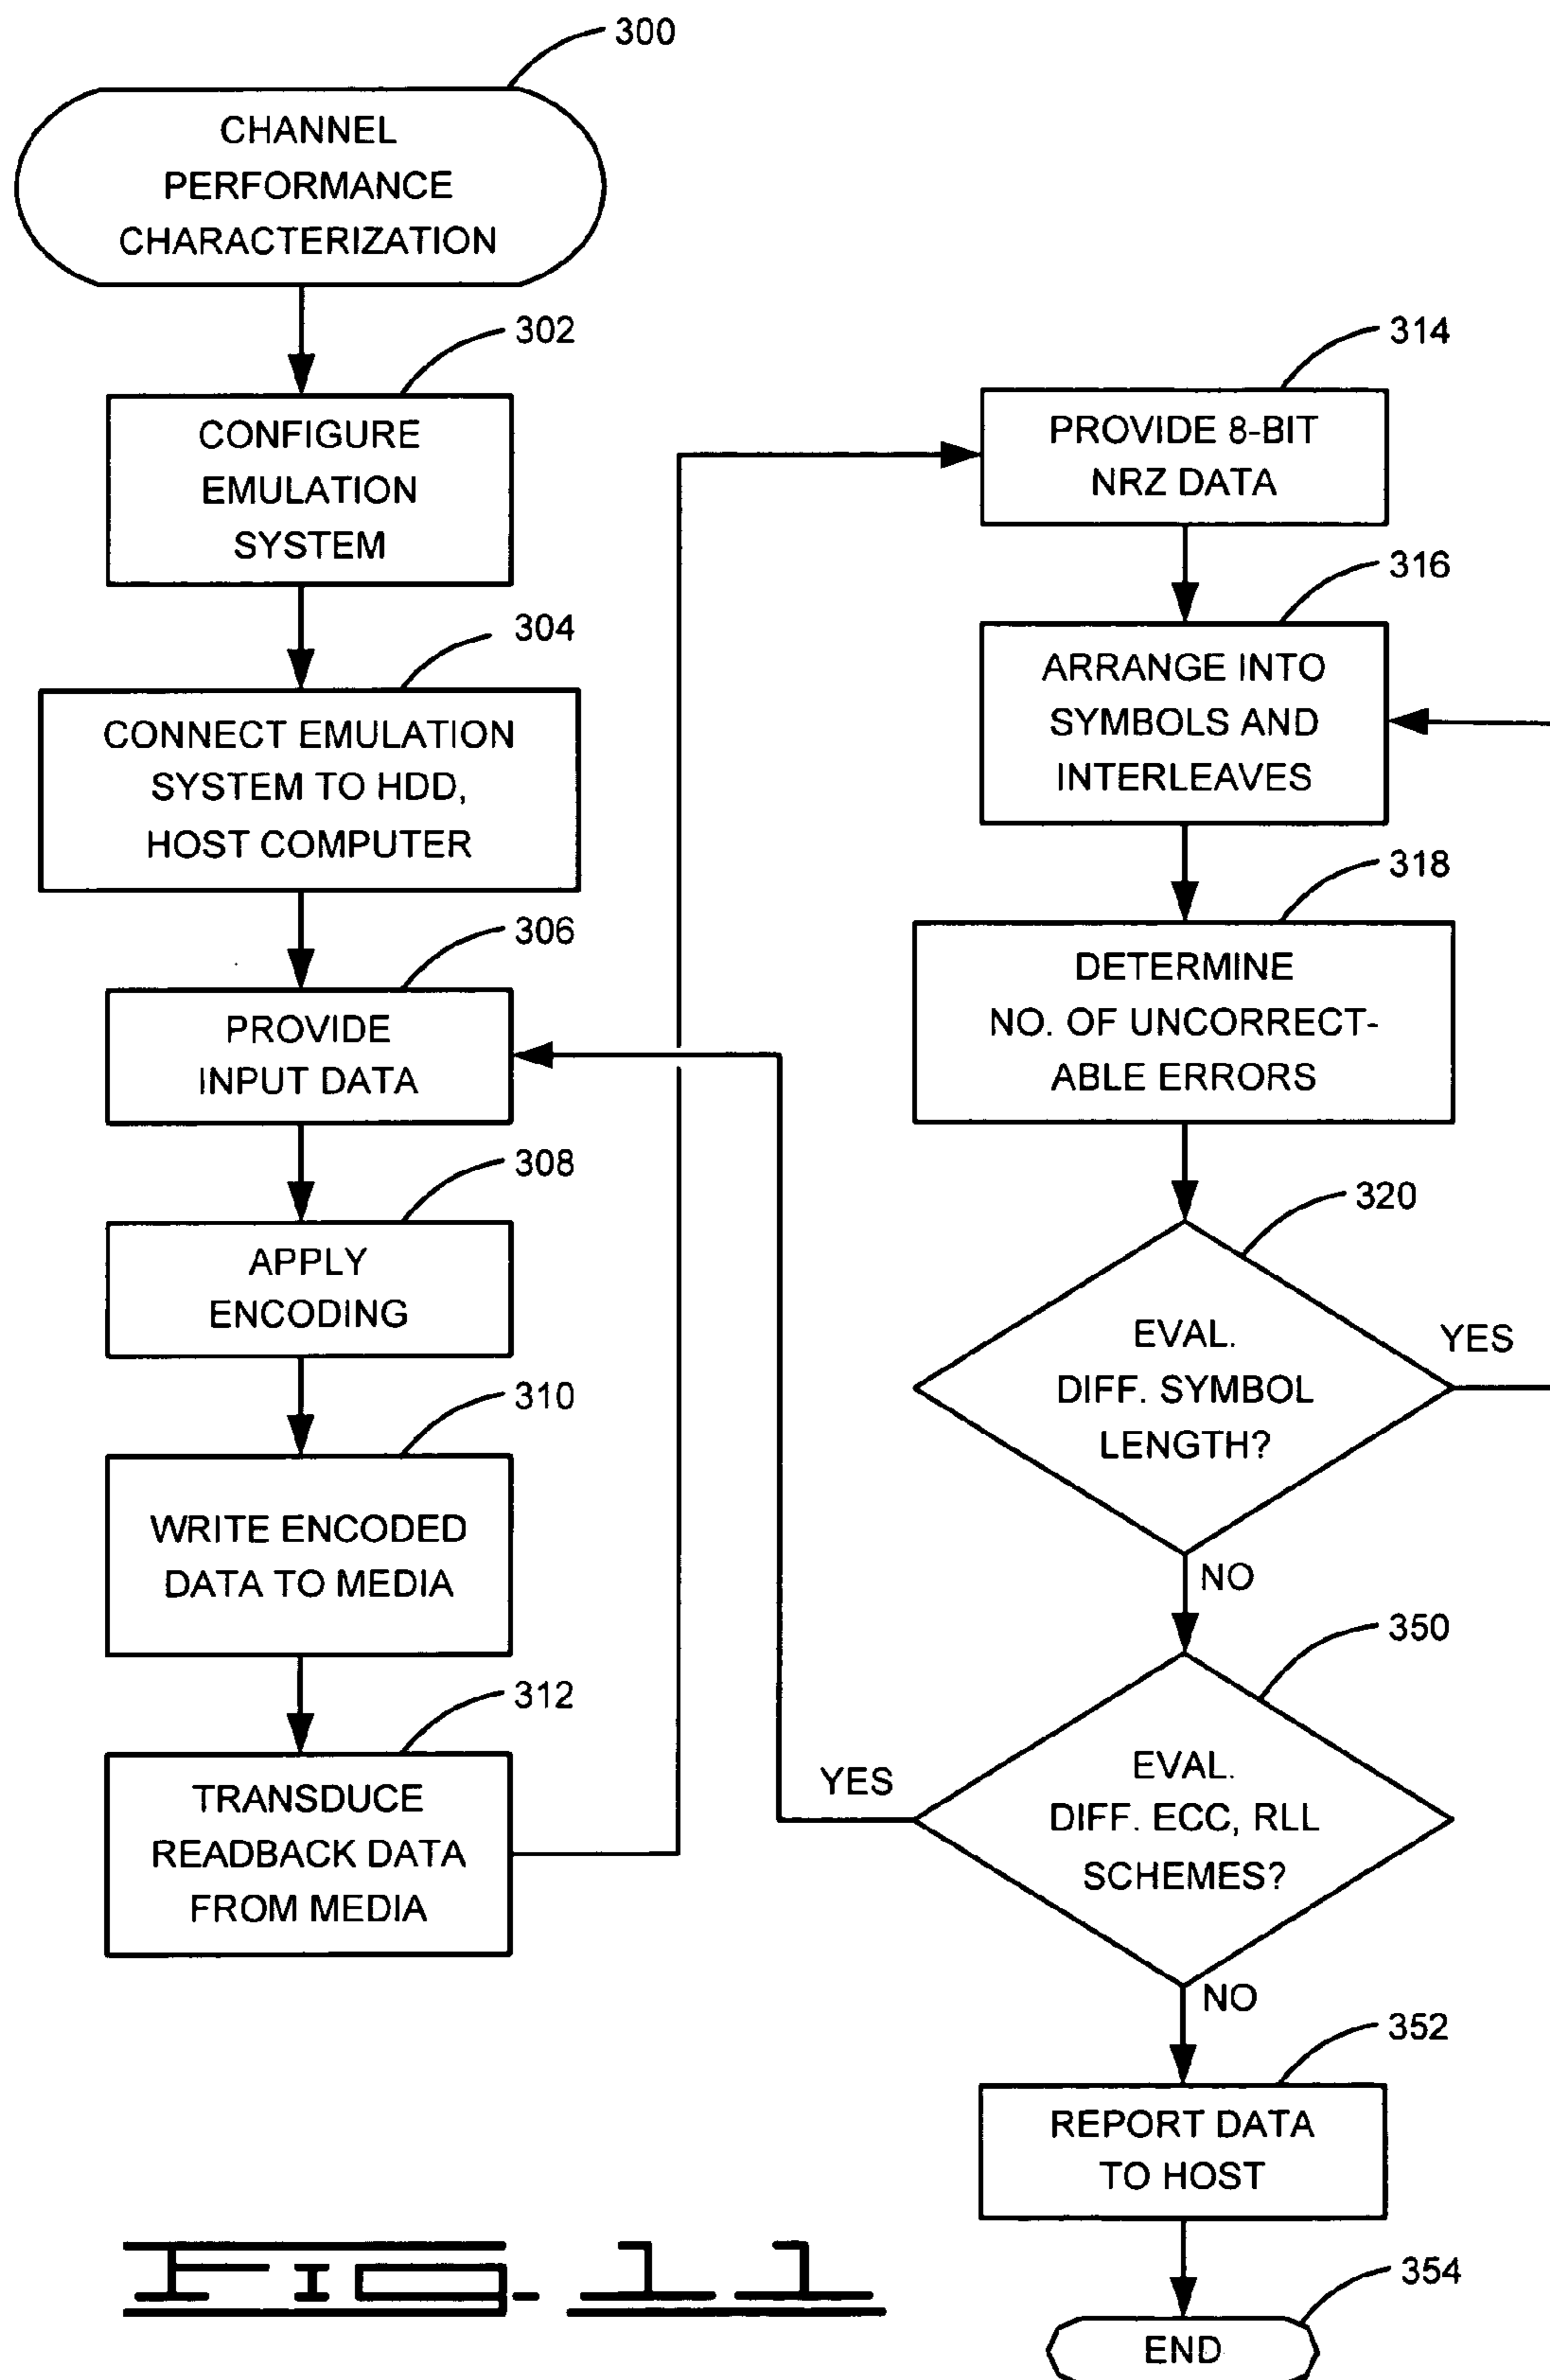 300
CHANNEL
PERFORMANCE
CHARACTERIZATION
302
CONFIGURE
EMULATION
SYSTEM
304
CONNECT EMULATION
SYSTEM TO HDD,
HOST COMPUTER
306
PROVIDE
INPUT DATA
308
APPLY
ENCODING
310
WRITE ENCODED
DATA TO MEDIA
312
TRANSDUCE
READBACK DATA
FROM MEDIA
314
PROVIDE 8-BIT
NRZ DATA
316
ARRANGE INTO
SYMBOLS AND
INTERLEAVES
318
DETERMINE
NO. OF UNCORRECT-
ABLE ERRORS
320
EVAL.
DIFF. SYMBOL
LENGTH?
YES
NO
350
EVAL.
DIFF. ECC, RLL
SCHEMES?
YES
NO
352
REPORT DATA
TO HOST
354
END
FIG. 11